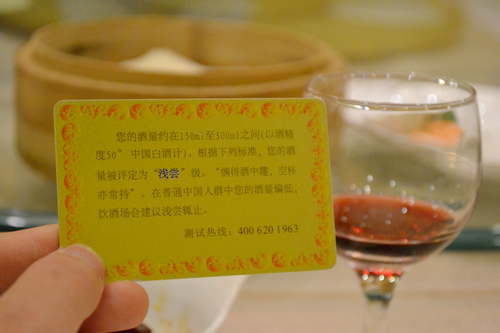 您的酒量约在150ml至300ml之间(以酒精
度50° 中国白酒计)。根据下列标准，您的酒
量被评定为“浅尝”级。“偶得酒中趣，空杯
亦常持”。在普通中国人群中您的酒量偏低，
饮酒场合建议浅尝辄止。
测试热线：400 620 1963